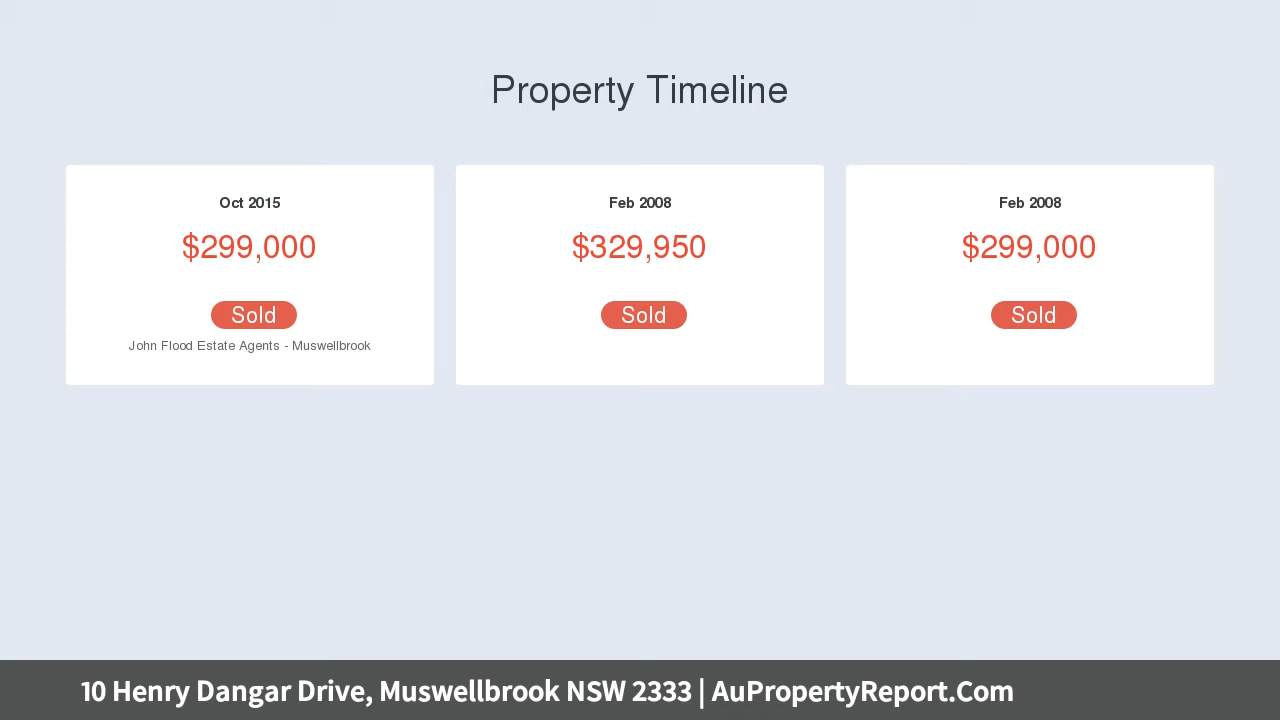 Property Timeline
Oct 2015
$299,000
Sold
John Flood Estate Agents - Muswellbrook
Feb 2008
$329,950
Sold
Feb 2008
$299,000
Sold
10 Henry Dangar Drive, Muswellbrook NSW 2333 | AuPropertyReport.Com